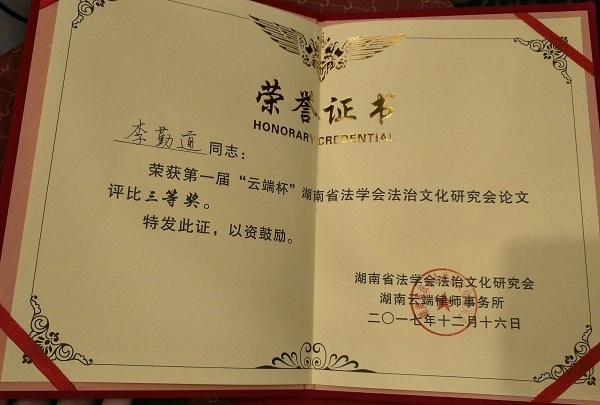 荣誉证书
HONORARY CREDENTIAL
李勤道 同志：
荣获第一届“云端杯”湖南省法学会法治文化研究会论文
评比三等奖。
特发此证，以资鼓励。
湖南省法学会法治文化研究会
湖南云端律师事务所
二〇一七年十二月十六日